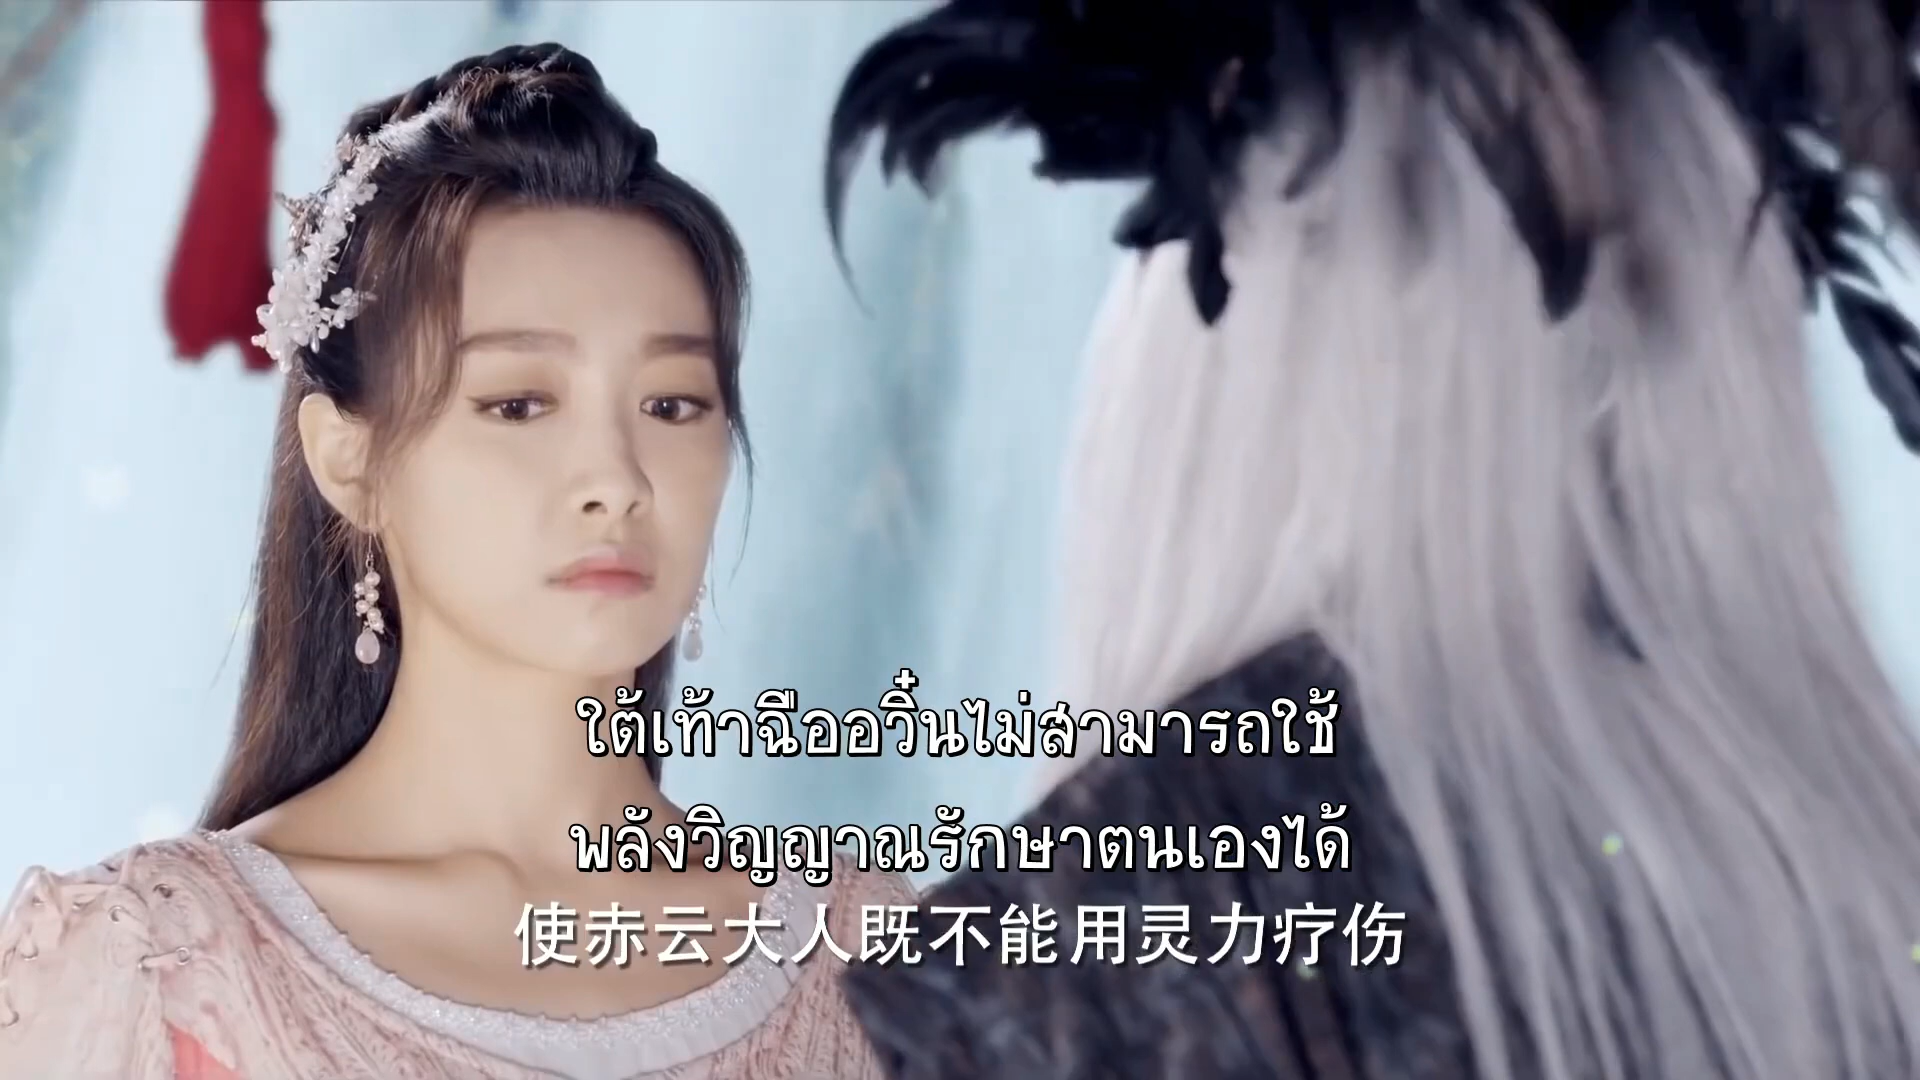 ใต้เท้าฉีออวิ๋นไม่สามารถใช้
พลังวิญญาณรักษาตนเองได้
使赤云大人既不能用灵力疗伤